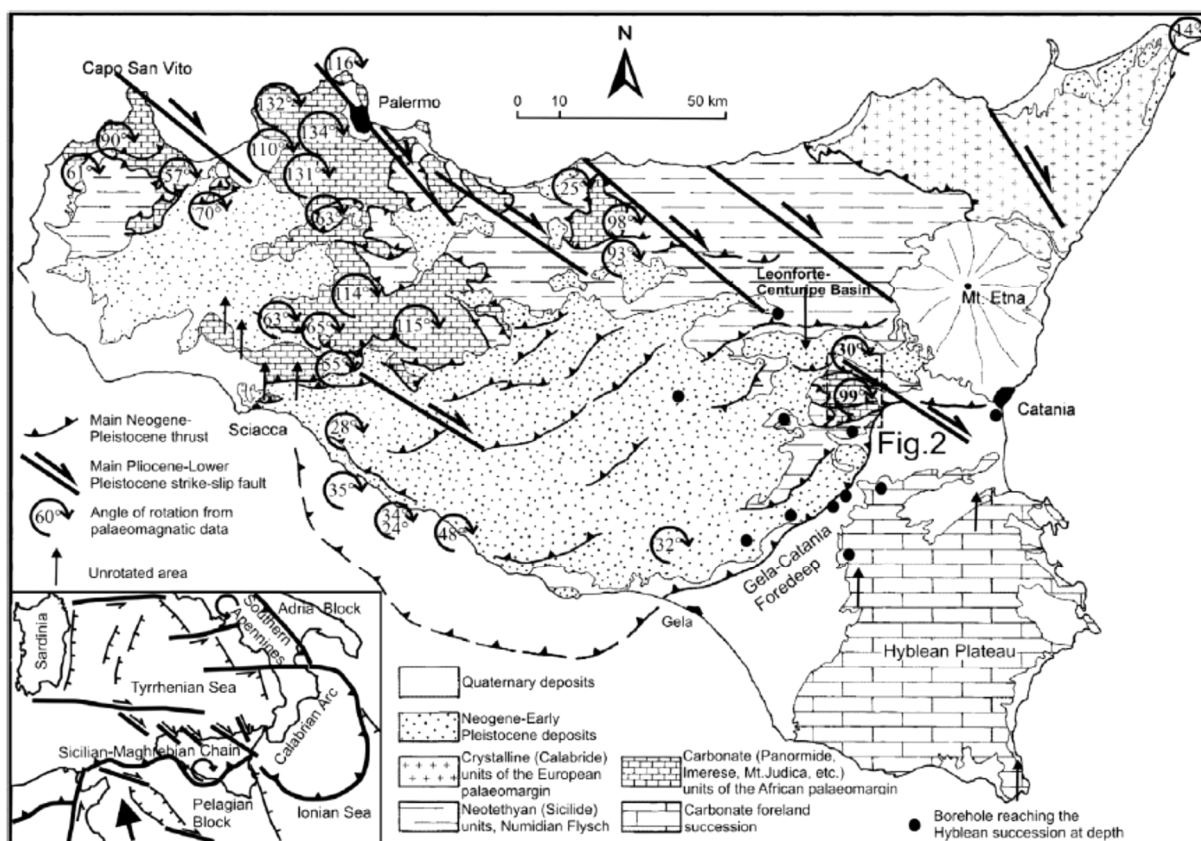 14°
N
Capo San Vito
116°
Palermo
0 10 50 km
132°
90°
134°
110°
61°
57°
131°
25°
70°
63°
98°
93°
Leonforte-
Centuripe Basin
Mt. Etna
114°
63°
65°
115°
30°
55°
99°
Catania
Sciacca
28°
Fig.2
Main Neogene-
Pleistocene thrust
Main Pliocene-Lower
Pleistocene strike-slip fault
35°
34°
24°
48°
32°
60°
Angle of rotation from
palaeomagnatic data
Unrotated area
Gela-Catania
Foredeep
Gela
Hyblean Plateau
Sardinia
Southern
Apennines
Adria Block
Tyrrhenian Sea
Calabrian Arc
Sicilian-Maghrebian Chain
Pelagian
Block
Ionian Sea
Quaternary deposits
Neogene-Early
Pleistocene deposits
Crystalline (Calabride)
units of the European
palaeomargin
Neotethyan (Sicilide)
units, Numidian Flysch
Carbonate (Panormide,
Imerese, Mt.Judica, etc.)
units of the African palaeomargin
Carbonate foreland
succession
Borehole reaching the
Hyblean succession at depth